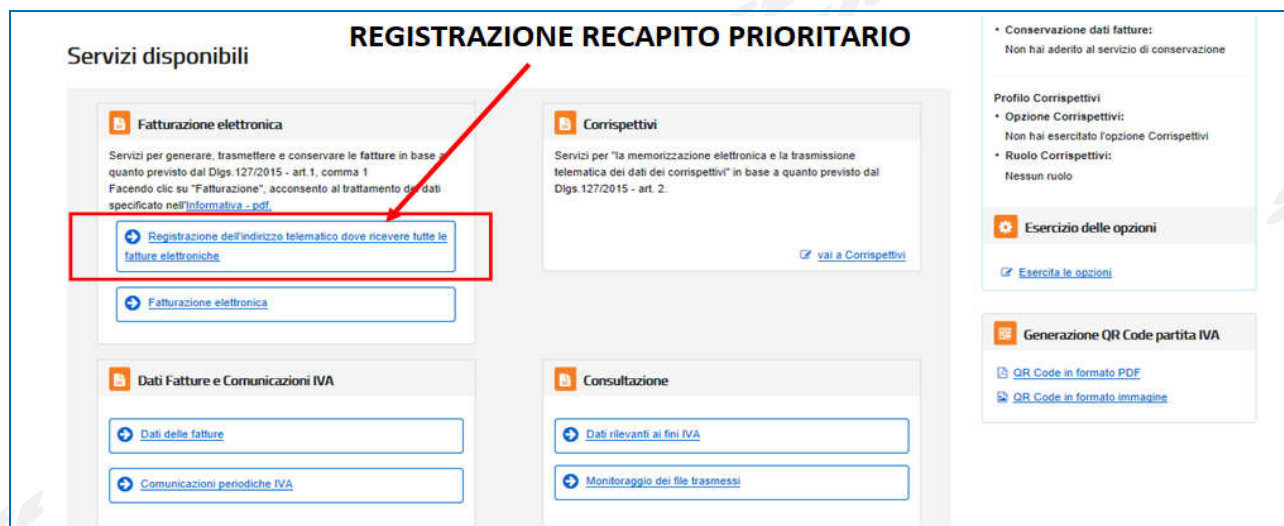 REGISTRAZIONE RECAPITO PRIORITARIO
Servizi disponibili
Fatturazione elettronica
Servizi per generare, trasmettere e conservare le fatture in base a
quanto previsto dal Dlgs.127/2015 - art.1, comma 1
Facendo clic su "Fatturazione", acconsento al trattamento dei dati
specificato nell'Informativa - pdf.
Registrazione dell'indirizzo telematico dove ricevere tutte le
fatture elettroniche
Fatturazione elettronica
Corrispettivi
Servizi per "la memorizzazione elettronica e la trasmissione
telematica dei dati dei corrispettivi" in base a quanto previsto dal
Dlgs.127/2015 - art. 2.
vai a Corrispettivi
Dati Fatture e Comunicazioni IVA
Dati delle fatture
Comunicazioni periodiche IVA
Consultazione
Dati rilevanti ai fini IVA
Monitoraggio dei file trasmessi
• Conservazione dati fatture:
Non hai aderito al servizio di conservazione
Profilo Corrispettivi
• Opzione Corrispettivi:
Non hai esercitato l'opzione Corrispettivi
• Ruolo Corrispettivi:
Nessun ruolo
Esercizio delle opzioni
Esercita le opzioni
Generazione QR Code partita IVA
QR Code in formato PDF
QR Code in formato immagine